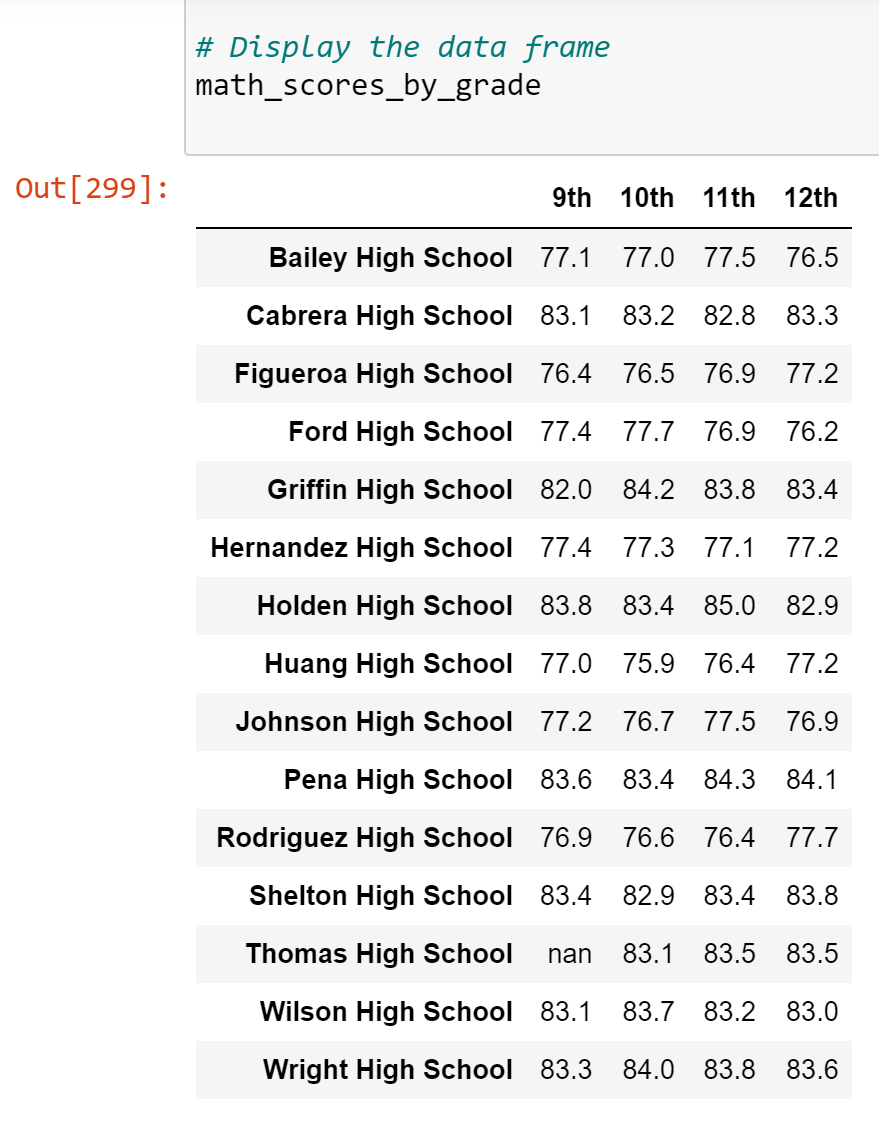 # Display the data frame
math_scores_by_grade
Out[299]:
9th 10th 11th 12th
Bailey High School 77.1 77.0 77.5 76.5
Cabrera High School 83.1 83.2 82.8 83.3
Figueroa High School 76.4 76.5 76.9 77.2
Ford High School 77.4 77.7 76.9 76.2
Griffin High School 82.0 84.2 83.8 83.4
Hernandez High School 77.4 77.3 77.1 77.2
Holden High School 83.8 83.4 85.0 82.9
Huang High School 77.0 75.9 76.4 77.2
Johnson High School 77.2 76.7 77.5 76.9
Pena High School 83.6 83.4 84.3 84.1
Rodriguez High School 76.9 76.6 76.4 77.7
Shelton High School 83.4 82.9 83.4 83.8
Thomas High School nan 83.1 83.5 83.5
Wilson High School 83.1 83.7 83.2 83.0
Wright High School 83.3 84.0 83.8 83.6